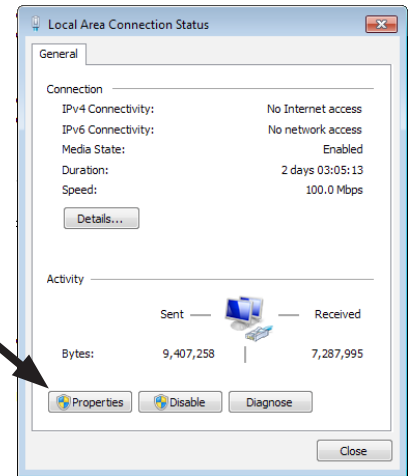 Local Area Connection Status
General
Connection
IPv4 Connectivity: No Internet access
IPv6 Connectivity: No network access
Media State: Enabled
Duration: 2 days 03:05:13
Speed: 100.0 Mbps
Details...
Activity
Sent Received
Bytes: 9,407,258 7,287,995
Properties Disable Diagnose
Close